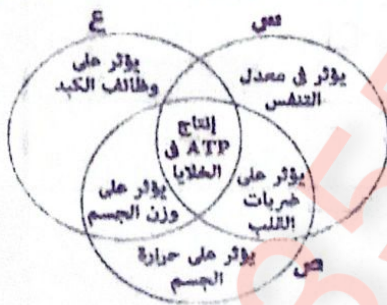 س
ع
يؤثر في معدل
التنفس
يؤثر على
وظائف الكبد
إنتاج
ATP في
الخلايا
يؤثر على
ضربات
القلب
يؤثر على
وزن الجسم
يؤثر على حرارة
الجسم
ص